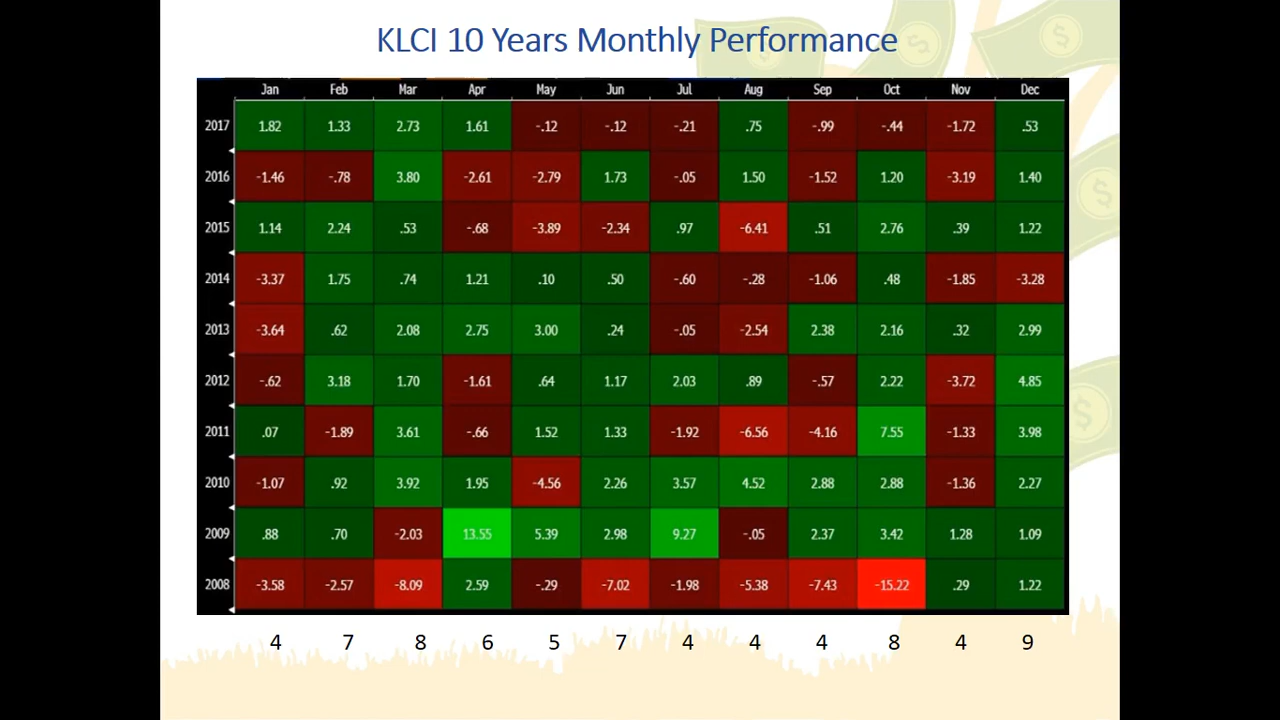 KLCI 10 Years Monthly Performance
Jan Feb Mar Apr May Jun Jul Aug Sep Oct Nov Dec
2017 1.82 1.33 2.73 1.61 -.12 -.12 -.21 .75 -.99 -.44 -1.72 .53
2016 -1.46 -.78 3.80 -2.61 -2.79 1.73 -.05 1.50 -1.52 1.20 -3.19 1.40
2015 1.14 2.24 .53 -.68 -3.89 -2.34 .97 -6.41 .51 2.76 .39 1.22
2014 -3.37 1.75 .74 1.21 .10 .50 -.60 -.28 -1.06 .48 -1.85 -3.28
2013 -3.64 .62 2.08 2.75 3.00 .24 -.05 -2.54 2.38 2.16 .32 2.99
2012 -.62 3.18 1.70 -1.61 .64 1.17 2.03 .89 -.57 2.22 -3.72 4.85
2011 .07 -1.89 3.61 -.66 1.52 1.33 -1.92 -6.56 -4.16 7.55 -1.33 3.98
2010 -1.07 .92 3.92 1.95 -4.56 2.26 3.57 4.52 2.88 2.88 -1.36 2.27
2009 .88 .70 -2.03 13.55 5.39 2.98 9.27 -.05 2.37 3.42 1.28 1.09
2008 -3.58 -2.57 -8.09 2.59 -.29 -7.02 -1.98 -5.38 -7.43 -15.22 .29 1.22
4 7 8 6 5 7 4 4 4 8 4 9